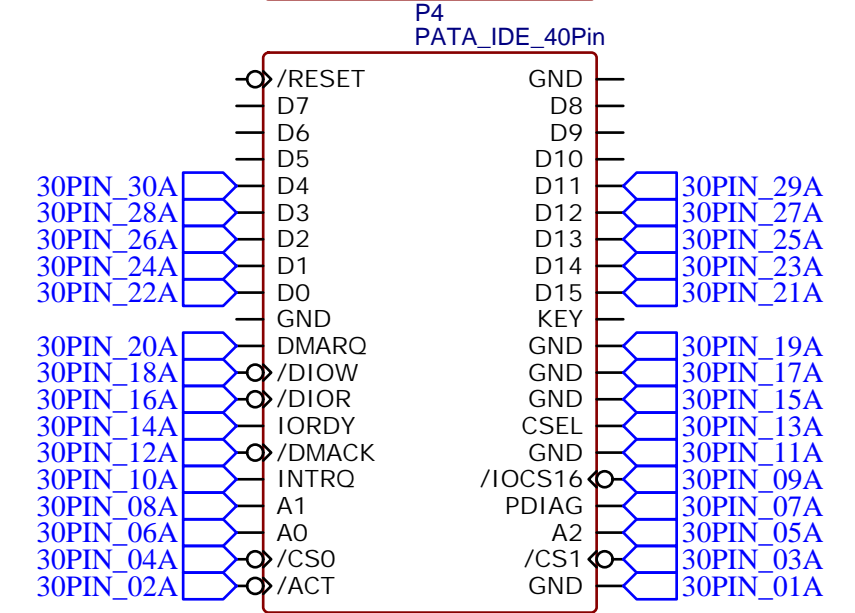 P4
PATA_IDE_40Pin
/RESET GND
D7 D8
D6 D9
D5 D10
30PIN_30A D4 D11 30PIN_29A
30PIN_28A D3 D12 30PIN_27A
30PIN_26A D2 D13 30PIN_25A
30PIN_24A D1 D14 30PIN_23A
30PIN_22A D0 D15 30PIN_21A
GND KEY
30PIN_20A DMARQ GND 30PIN_19A
30PIN_18A /DIOW GND 30PIN_17A
30PIN_16A /DIOR GND 30PIN_15A
30PIN_14A IORDY CSEL 30PIN_13A
30PIN_12A /DMACK GND 30PIN_11A
30PIN_10A INTRQ /IOCS16 30PIN_09A
30PIN_08A A1 PDIAG 30PIN_07A
30PIN_06A A0 A2 30PIN_05A
30PIN_04A /CS0 /CS1 30PIN_03A
30PIN_02A /ACT GND 30PIN_01A